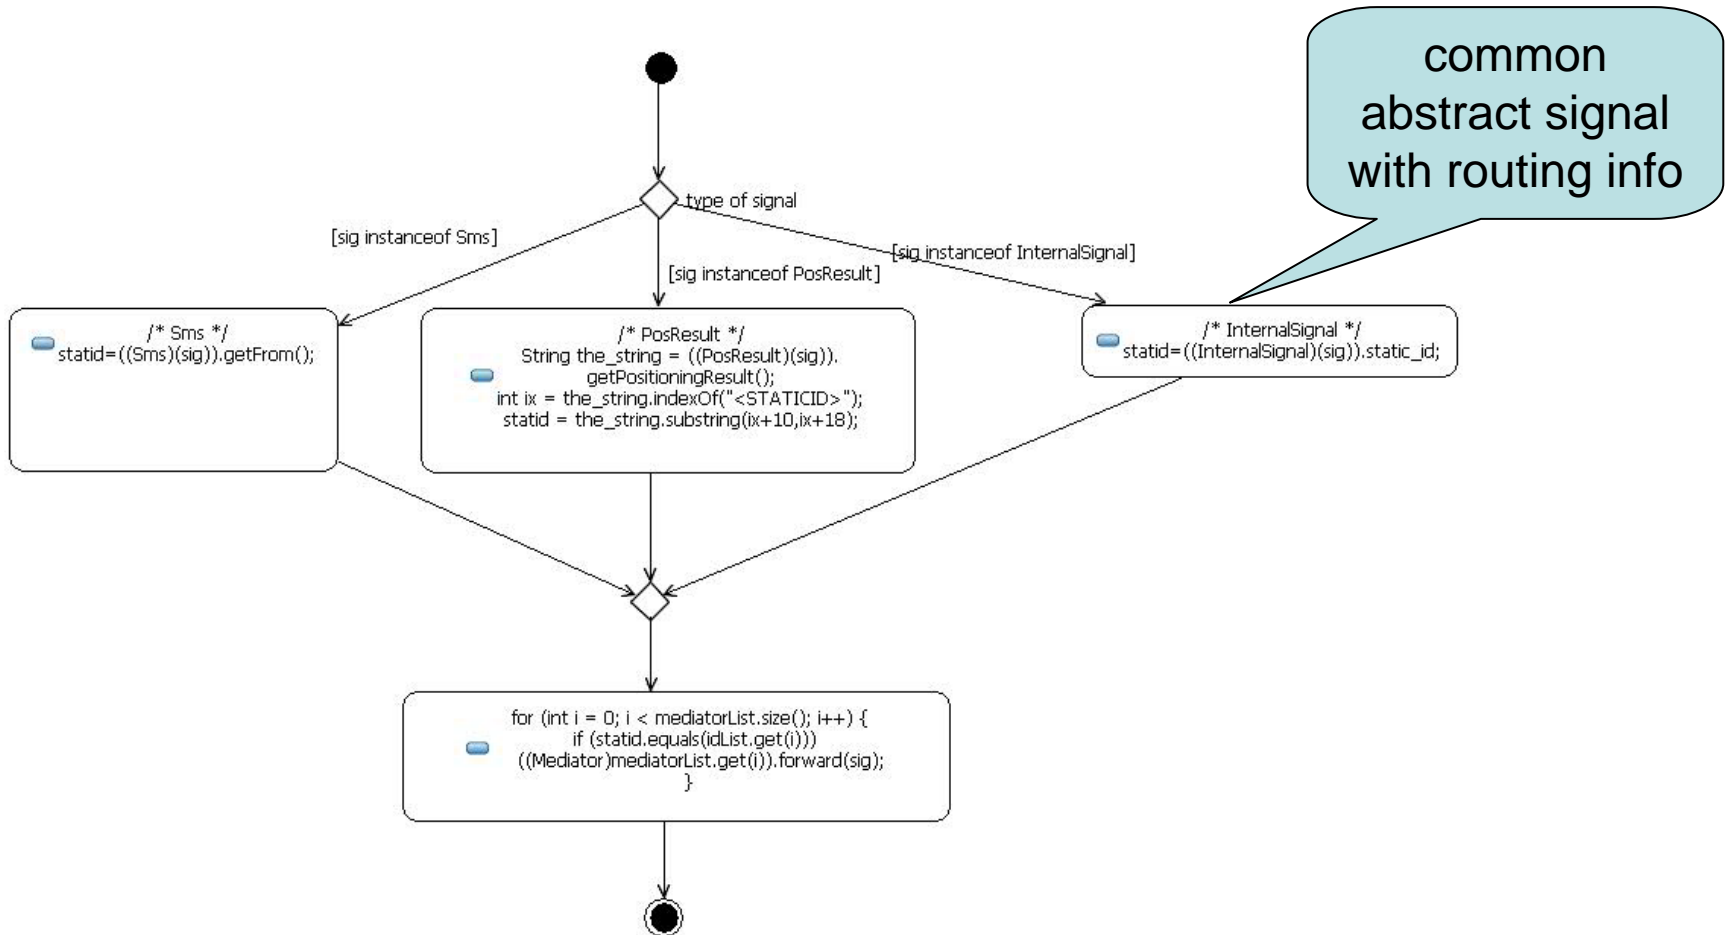 common
abstract signal
with routing info
type of signal
[sig instanceof Sms]
[sig instanceof PosResult]
[sig instanceof InternalSignal]
/* Sms */
statid=((Sms)(sig)).getFrom();
/* PosResult */
String the_string = ((PosResult)(sig)).
getPositioningResult();
int ix = the_string.indexOf("<STATICID>");
statid = the_string.substring(ix+10,ix+18);
/* InternalSignal */
statid=((InternalSignal)(sig)).static_id;
for (int i = 0; i < mediatorList.size(); i++) {
if (statid.equals(idList.get(i)))
((Mediator)mediatorList.get(i)).forward(sig);
}